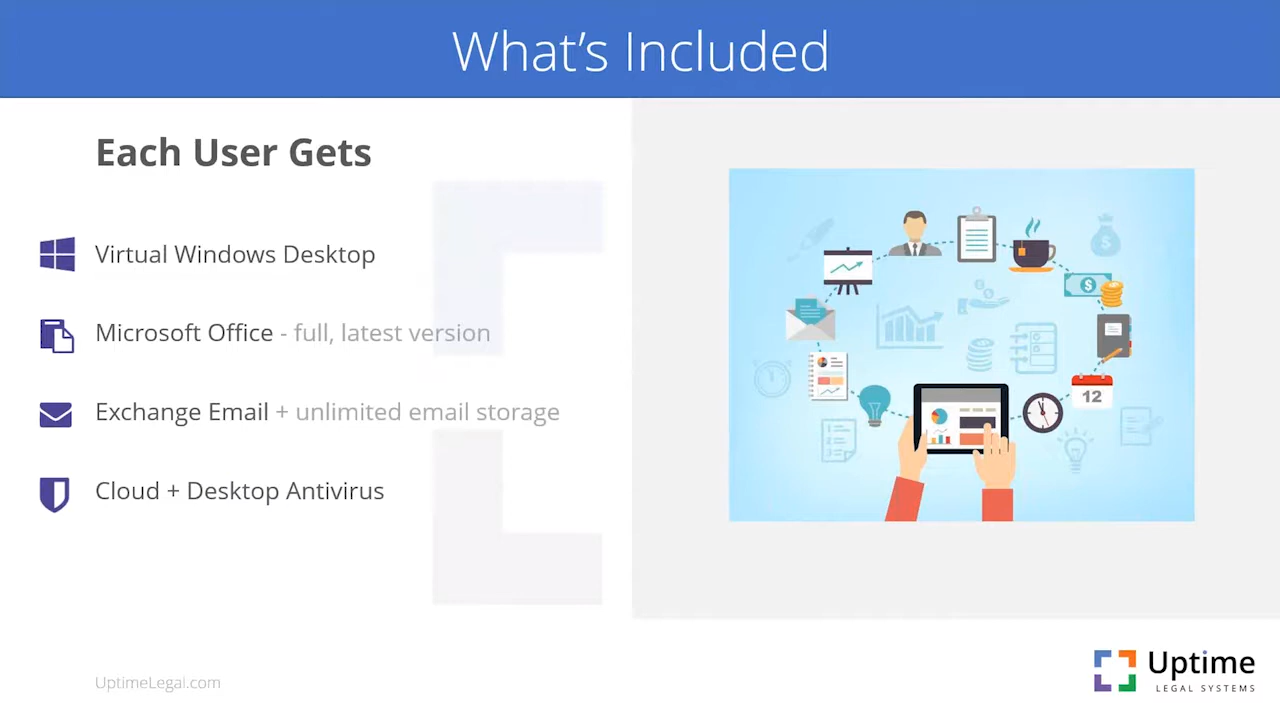 What's Included
Each User Gets
Virtual Windows Desktop
Microsoft Office - full, latest version
Exchange Email + unlimited email storage
Cloud + Desktop Antivirus
$
$
12
UptimeLegal.com
Uptime
LEGAL SYSTEMS